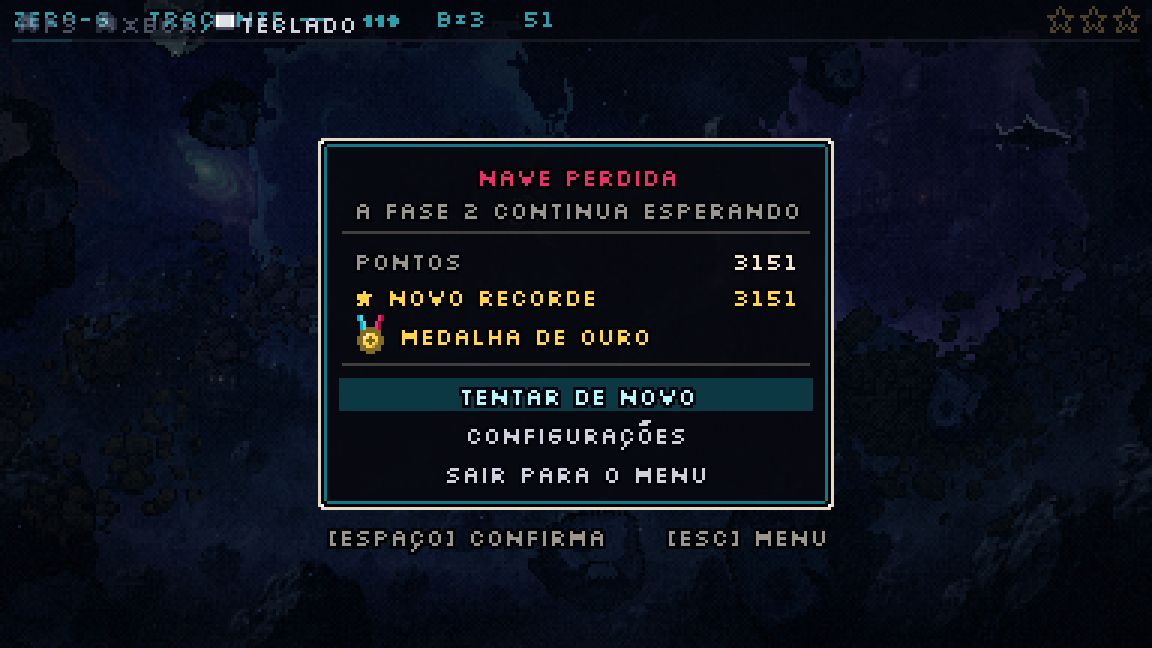 TECLADO B×3 51
NAVE PERDIDA
A FASE 2 CONTINUA ESPERANDO
PONTOS 3151
★ NOVO RECORDE 3151
MEDALHA DE OURO
TENTAR DE NOVO
CONFIGURAÇÕES
SAIR PARA O MENU
[ESPAÇO] CONFIRMA [ESC] MENU